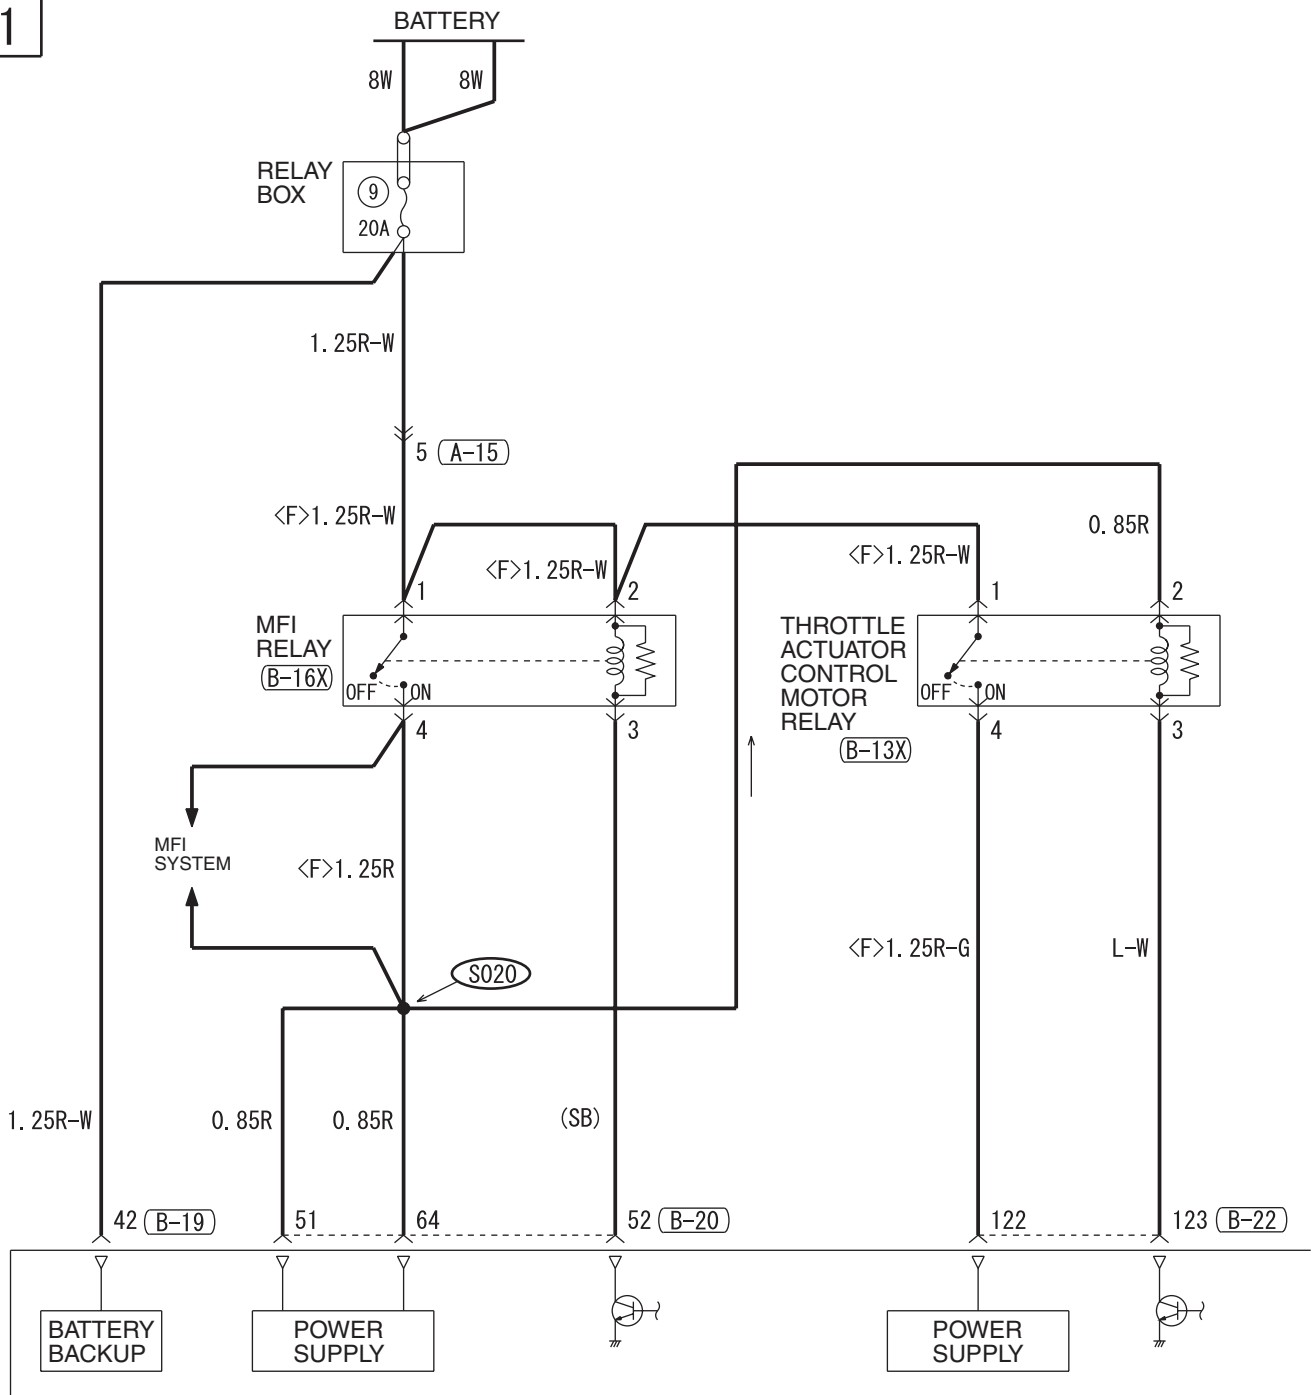 1
BATTERY
8W
8W
RELAY
BOX
9
20A
1.25R-W
5
A-15
<F>1.25R-W
<F>1.25R-W
<F>1.25R-W
0.85R
1
2
1
2
MFI
RELAY
B-16X
OFF
ON
THROTTLE
ACTUATOR
CONTROL
MOTOR
RELAY
B-13X
OFF
ON
4
3
4
3
MFI
SYSTEM
<F>1.25R
<F>1.25R-G
L-W
S020
1.25R-W
0.85R
0.85R
(SB)
42
B-19
51
64
52
B-20
122
123
B-22
BATTERY
BACKUP
POWER
SUPPLY
POWER
SUPPLY